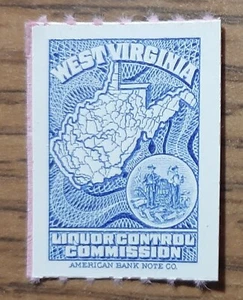 WEST VIRGINIA
LIQUOR CONTROL
COMMISSION
AMERICAN BANK NOTE CO.